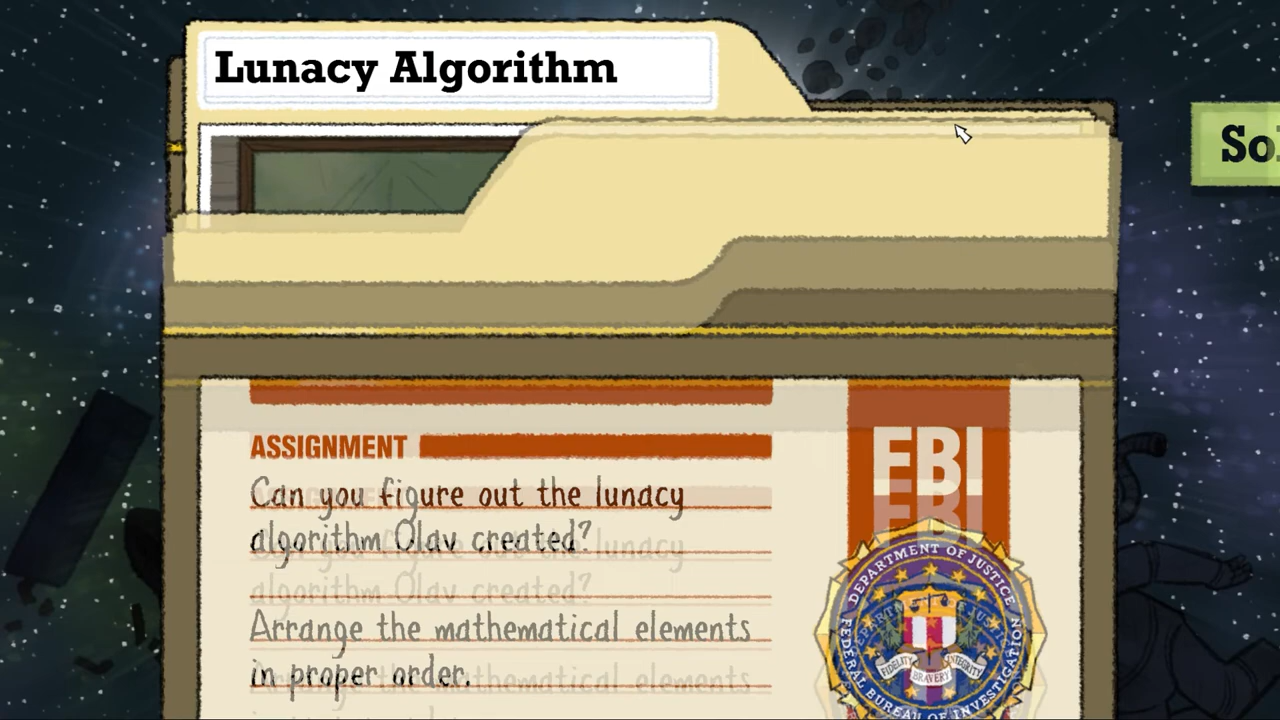 Lunacy Algorithm
ASSIGNMENT
Can you figure out the lunacy
algorithm Olav created?
Arrange the mathematical elements
in proper order.
FBI
DEPARTMENT OF JUSTICE
FIDELITY BRAVERY INTEGRITY
FEDERAL BUREAU OF INVESTIGATION